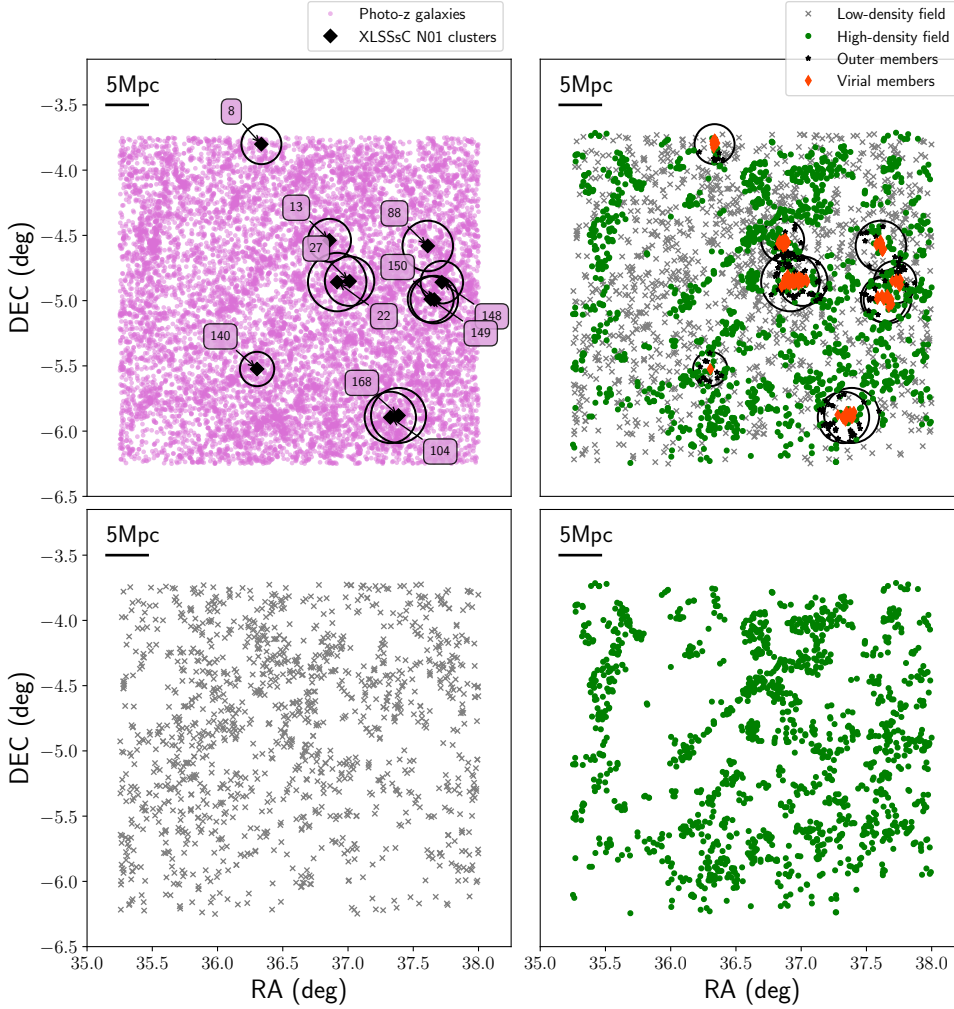 Photo-z galaxies
XLSSsC N01 clusters
Low-density field
High-density field
Outer members
Virial members
5Mpc
8
13
27
88
150
22
148
149
140
168
104
−3.5
−4.0
−4.5
−5.0
−5.5
−6.0
−6.5
DEC (deg)
5Mpc
5Mpc
−3.5
−4.0
−4.5
−5.0
−5.5
−6.0
−6.5
DEC (deg)
35.0 35.5 36.0 36.5 37.0 37.5 38.0
RA (deg)
5Mpc
35.0 35.5 36.0 36.5 37.0 37.5 38.0
RA (deg)